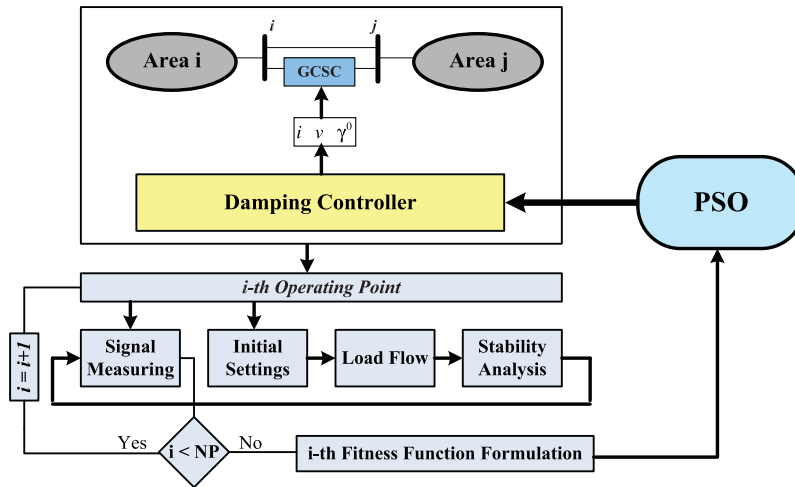 i j
Area i
GCSC
Area j
i v γ⁰
Damping Controller
PSO
i-th Operating Point
i = i+1
Signal
Measuring
Initial
Settings
Load Flow
Stability
Analysis
Yes
i < NP
No
i-th Fitness Function Formulation